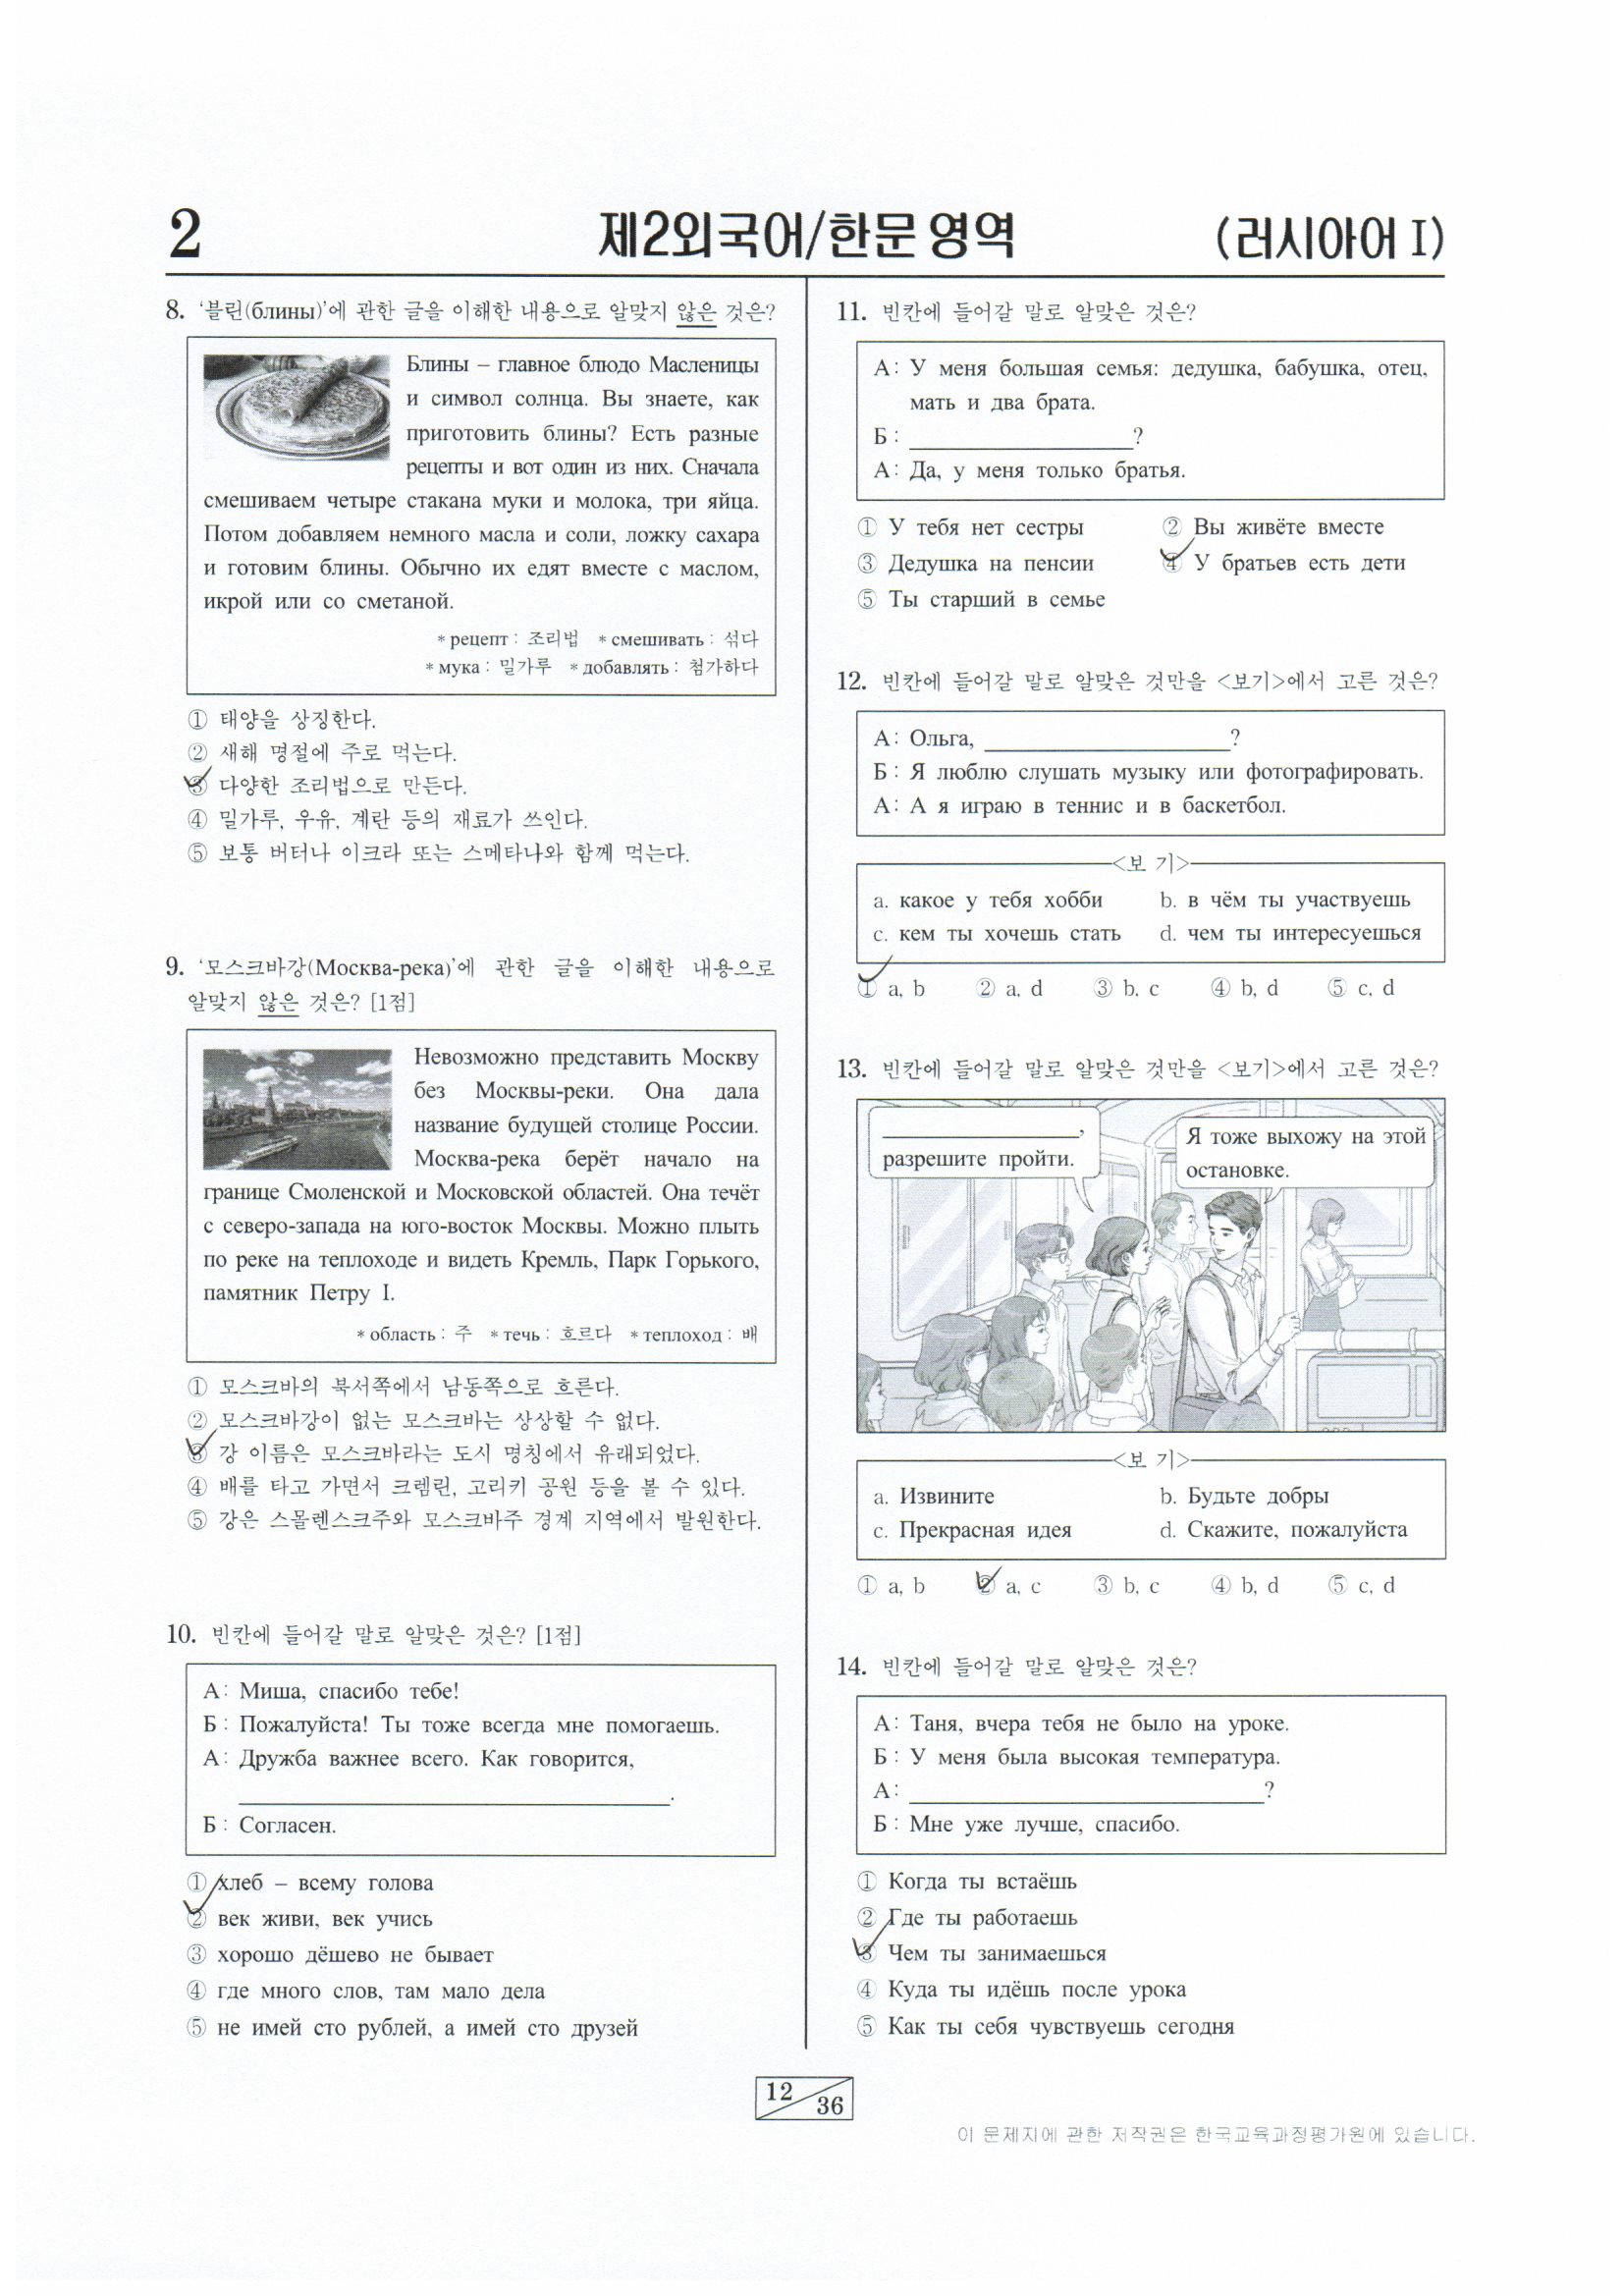 2
제2외국어/한문 영역
(러시아어 I)
8. '블린(блины)'에 관한 글을 이해한 내용으로 알맞지 않은 것은?
Блины – главное блюдо Масленицы
и символ солнца. Вы знаете, как
приготовить блины? Есть разные
рецепты и вот один из них. Сначала
смешиваем четыре стакана муки и молока, три яйца.
Потом добавляем немного масла и соли, ложку сахара
и готовим блины. Обычно их едят вместе с маслом,
икрой или со сметаной.
* рецепт : 조리법 * смешивать : 섞다
* мука : 밀가루 * добавлять : 첨가하다
① 태양을 상징한다.
② 새해 명절에 주로 먹는다.
③ 다양한 조리법으로 만든다.
④ 밀가루, 우유, 계란 등의 재료가 쓰인다.
⑤ 보통 버터나 이크라 또는 스메타나와 함께 먹는다.
9. '모스크바강(Москва-река)'에 관한 글을 이해한 내용으로
알맞지 않은 것은? [1점]
Невозможно представить Москву
без Москвы-реки. Она дала
название будущей столице России.
Москва-река берёт начало на
границе Смоленской и Московской областей. Она течёт
с северо-запада на юго-восток Москвы. Можно плыть
по реке на теплоходе и видеть Кремль, Парк Горького,
памятник Петру I.
* область : 주 * течь : 흐르다 * теплоход : 배
① 모스크바의 북서쪽에서 남동쪽으로 흐른다.
② 모스크바강이 없는 모스크바는 상상할 수 없다.
③ 강 이름은 모스크바라는 도시 명칭에서 유래되었다.
④ 배를 타고 가면서 크렘린, 고리키 공원 등을 볼 수 있다.
⑤ 강은 스몰렌스크주와 모스크바주 경계 지역에서 발원한다.
10. 빈칸에 들어갈 말로 알맞은 것은? [1점]
А : Миша, спасибо тебе!
Б : Пожалуйста! Ты тоже всегда мне помогаешь.
А : Дружба важнее всего. Как говорится,
.
Б : Согласен.
① хлеб – всему голова
② век живи, век учись
③ хорошо дёшево не бывает
④ где много слов, там мало дела
⑤ не имей сто рублей, а имей сто друзей
11. 빈칸에 들어갈 말로 알맞은 것은?
А : У меня большая семья: дедушка, бабушка, отец,
мать и два брата.
Б : ?
А : Да, у меня только братья.
① У тебя нет сестры ② Вы живёте вместе
③ Дедушка на пенсии ④ У братьев есть дети
⑤ Ты старший в семье
12. 빈칸에 들어갈 말로 알맞은 것만을 <보기>에서 고른 것은?
А : Ольга, ?
Б : Я люблю слушать музыку или фотографировать.
А : А я играю в теннис и в баскетбол.
<보 기>
a. какое у тебя хобби b. в чём ты участвуешь
c. кем ты хочешь стать d. чем ты интересуешься
① a, b ② a, d ③ b, c ④ b, d ⑤ c, d
13. 빈칸에 들어갈 말로 알맞은 것만을 <보기>에서 고른 것은?
,
разрешите пройти.
Я тоже выхожу на этой
остановке.
<보 기>
a. Извините b. Будьте добры
c. Прекрасная идея d. Скажите, пожалуйста
① a, b ② a, c ③ b, c ④ b, d ⑤ c, d
14. 빈칸에 들어갈 말로 알맞은 것은?
А : Таня, вчера тебя не было на уроке.
Б : У меня была высокая температура.
А : ?
Б : Мне уже лучше, спасибо.
① Когда ты встаёшь
② Где ты работаешь
③ Чем ты занимаешься
④ Куда ты идёшь после урока
⑤ Как ты себя чувствуешь сегодня
12 36
이 문제지에 관한 저작권은 한국교육과정평가원에 있습니다.